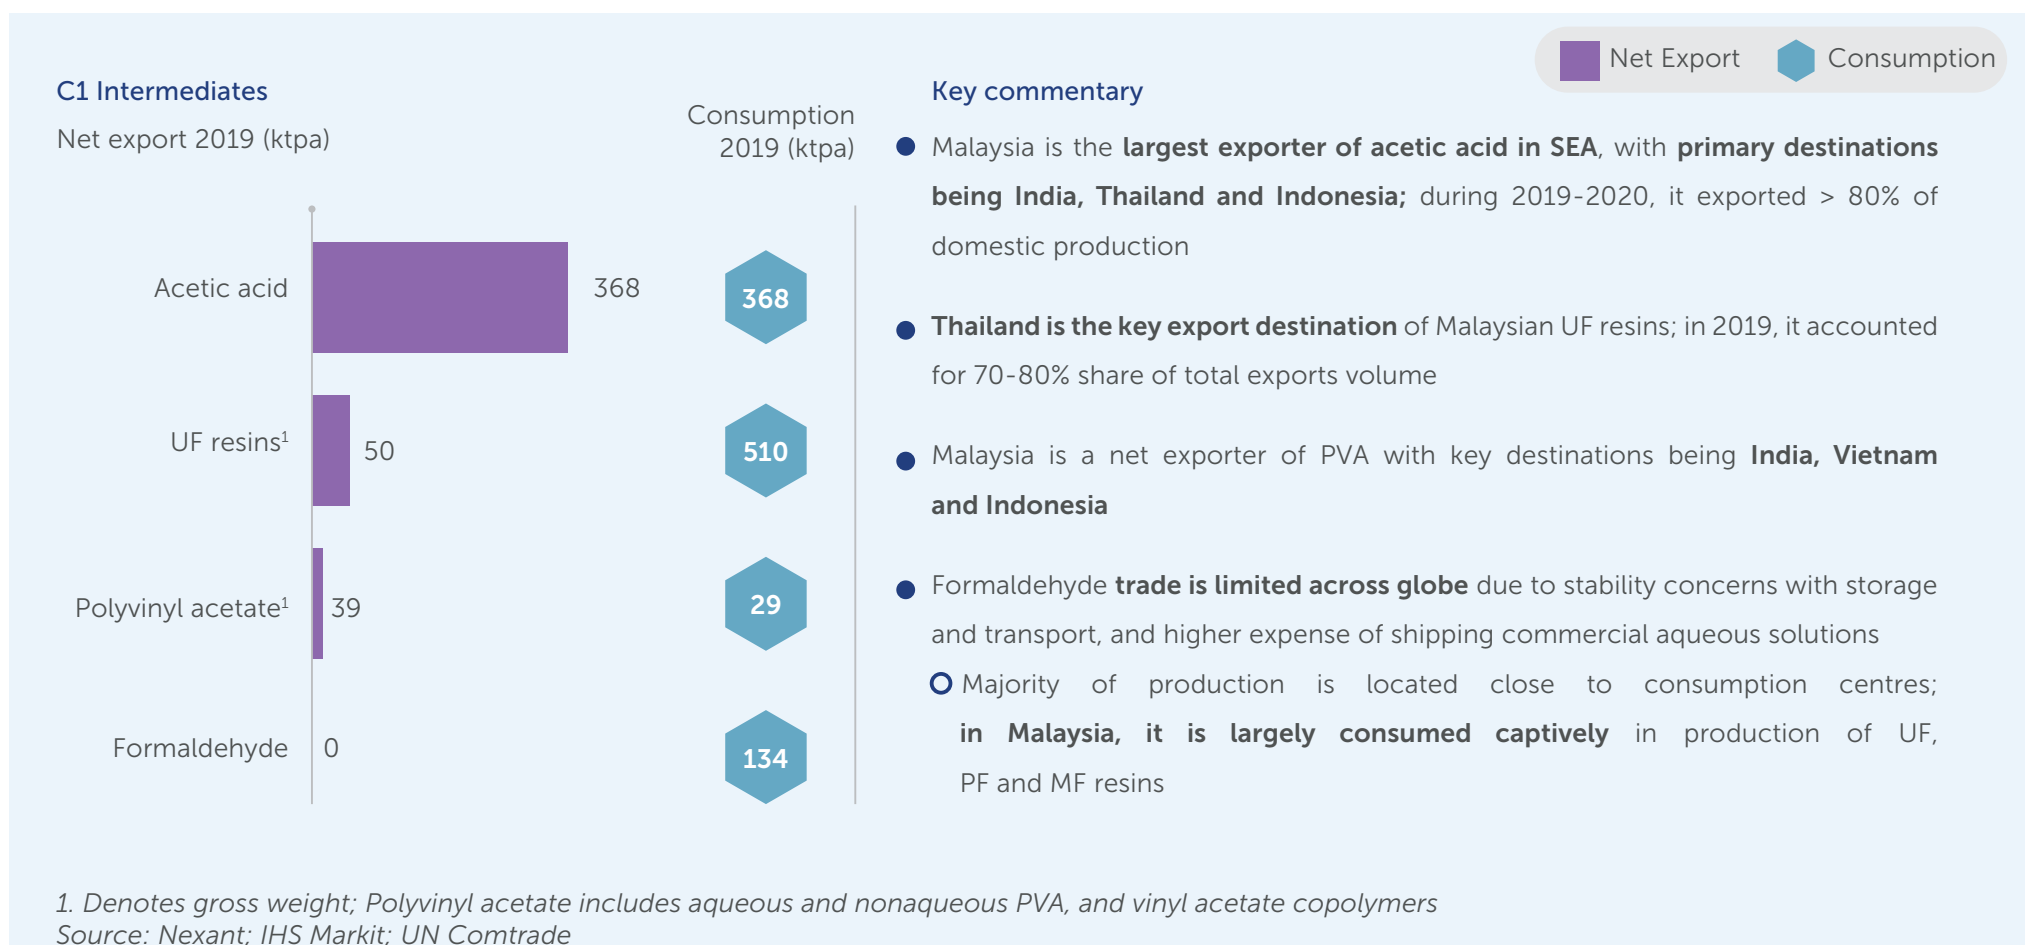 Net Export
Consumption
C1 Intermediates
Net export 2019 (ktpa)
Consumption
2019 (ktpa)
Acetic acid
368
368
UF resins¹
50
510
Polyvinyl acetate¹
39
29
Formaldehyde
0
134
Key commentary
Malaysia is the largest exporter of acetic acid in SEA, with primary destinations
being India, Thailand and Indonesia; during 2019-2020, it exported > 80% of
domestic production
Thailand is the key export destination of Malaysian UF resins; in 2019, it accounted
for 70-80% share of total exports volume
Malaysia is a net exporter of PVA with key destinations being India, Vietnam
and Indonesia
Formaldehyde trade is limited across globe due to stability concerns with storage
and transport, and higher expense of shipping commercial aqueous solutions
Majority of production is located close to consumption centres;
in Malaysia, it is largely consumed captively in production of UF,
PF and MF resins
1. Denotes gross weight; Polyvinyl acetate includes aqueous and nonaqueous PVA, and vinyl acetate copolymers
Source: Nexant; IHS Markit; UN Comtrade